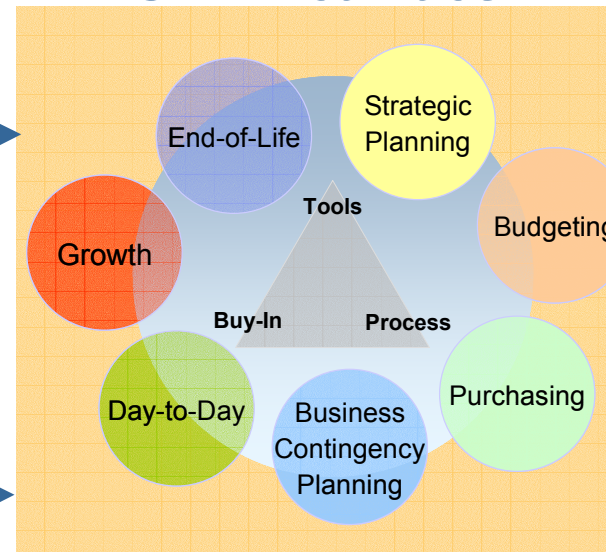 Strategic
Planning
End-of-Life
Tools
Budgeting
Growth
Buy-In
Process
Purchasing
Day-to-Day
Business
Contingency
Planning